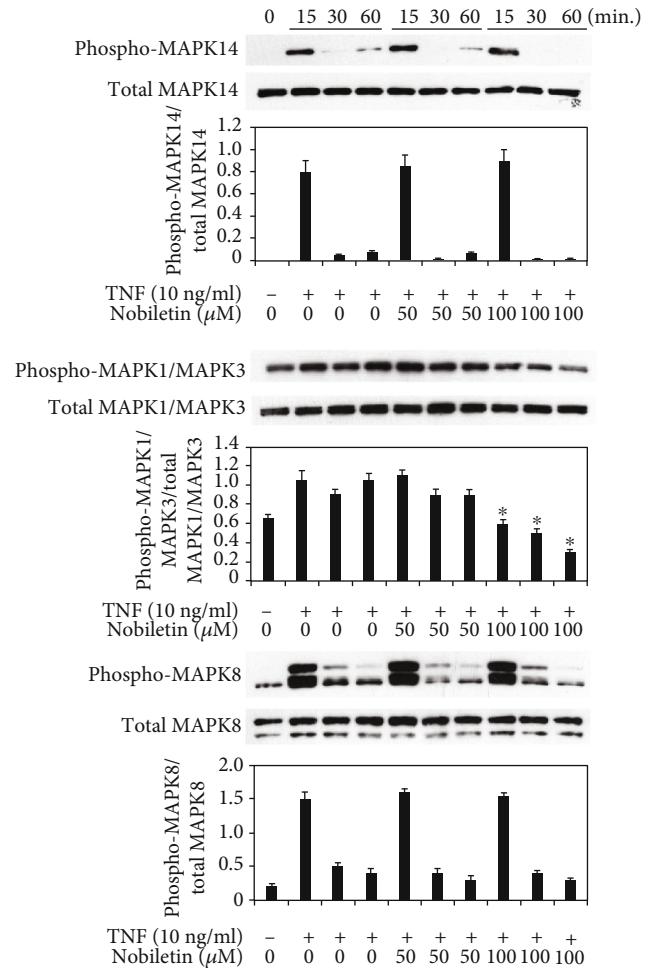 0 15 30 60 15 30 60 15 30 60 (min.)
Phospho-MAPK14
Total MAPK14
Phospho-MAPK14/
total MAPK14
1.2
1.0
0.8
0.6
0.4
0.2
0
TNF (10 ng/ml) – + + + + + + + + +
Nobiletin (μM) 0 0 0 0 50 50 50 100 100 100
Phospho-MAPK1/MAPK3
Total MAPK1/MAPK3
Phospho-MAPK1/
MAPK3/total
MAPK1/MAPK3
1.4
1.2
1.0
0.8
0.6
0.4
0.2
0
* * *
TNF (10 ng/ml) – + + + + + + + + +
Nobiletin (μM) 0 0 0 0 50 50 50 100 100 100
Phospho-MAPK8
Total MAPK8
Phospho-MAPK8/
total MAPK8
2.0
1.5
1.0
0.5
0
TNF (10 ng/ml) – + + + + + + + + +
Nobiletin (μM) 0 0 0 0 50 50 50 100 100 100